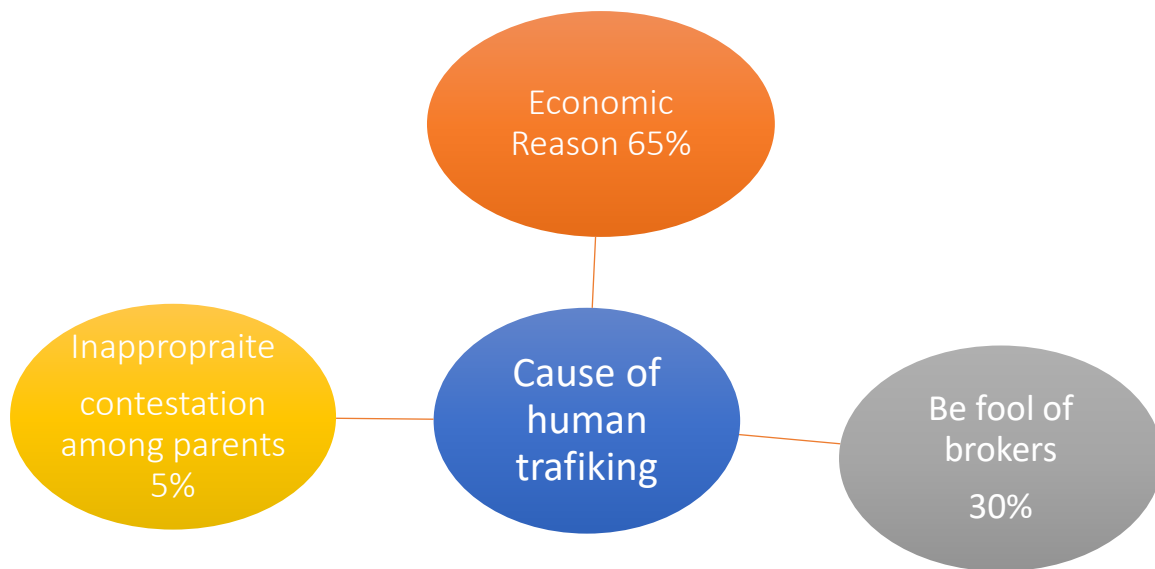 Economic
Reason 65%
Inappropraite
contestation
among parents
5%
Cause of
human
trafiking
Be fool of
brokers
30%